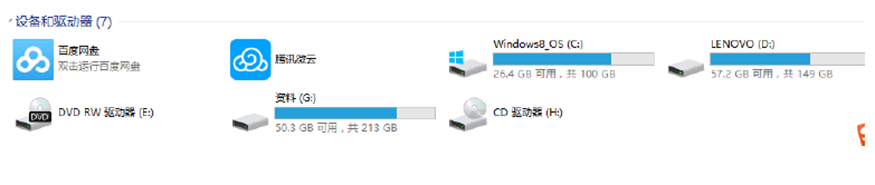 设备和驱动器 (7)
百度网盘
双击运行百度网盘
腾讯微云
Windows8_OS (C:)
26.4 GB 可用，共 100 GB
LENOVO (D:)
57.2 GB 可用，共 149 GB
DVD RW 驱动器 (E:)
DVD
资料 (G:)
50.3 GB 可用，共 213 GB
CD 驱动器 (H:)